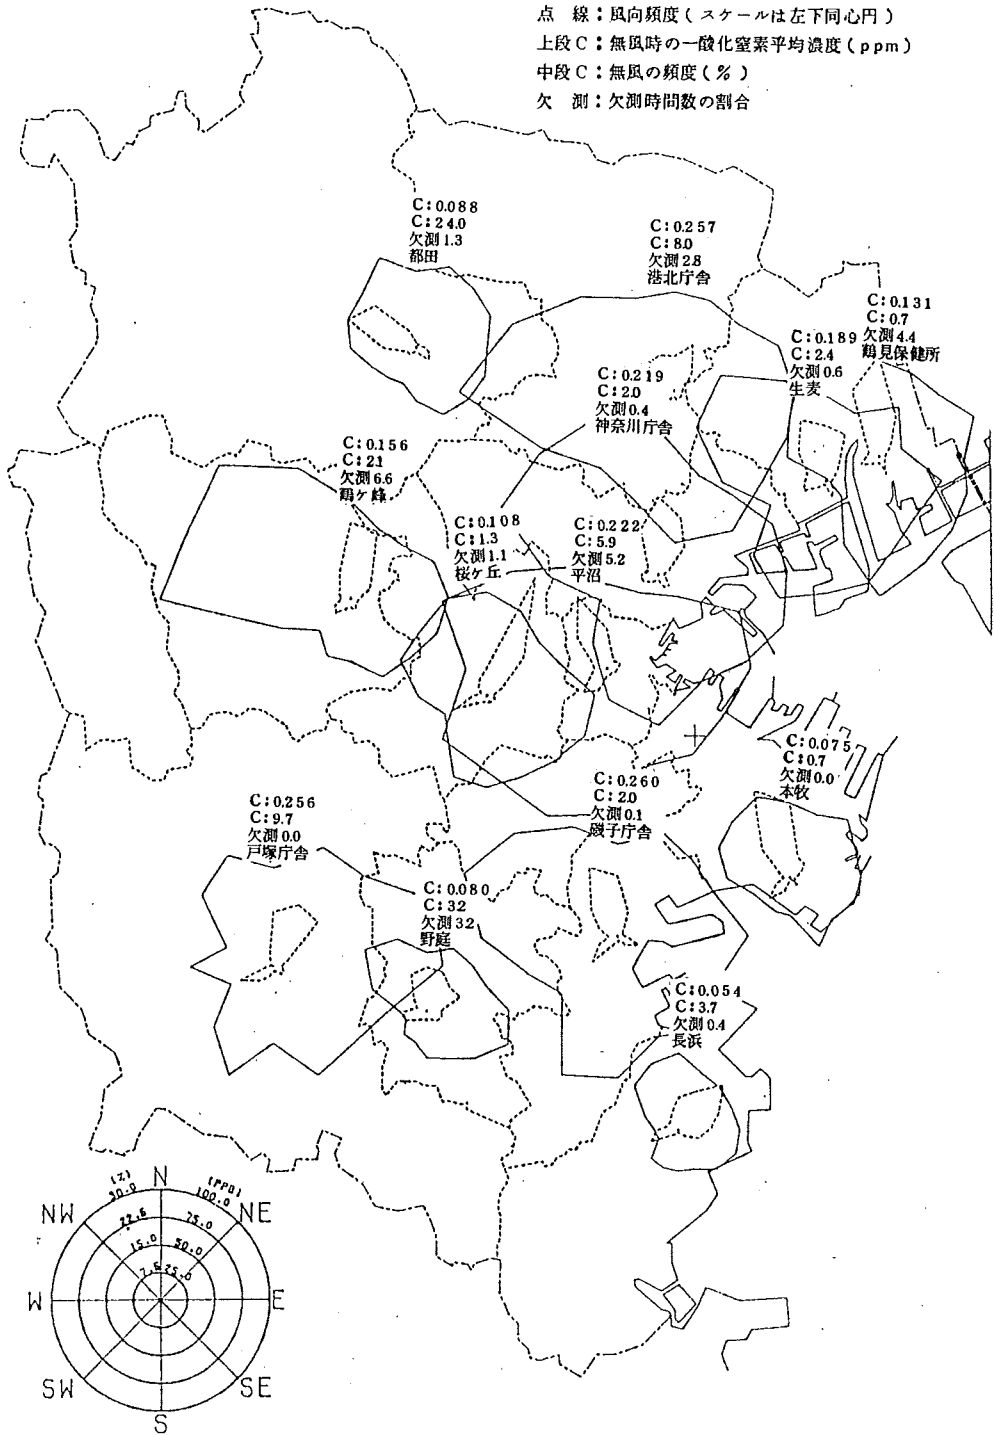 点 線：風向頻度(スケールは左下同心円)
上段C：無風時の一酸化窒素平均濃度(ppm)
中段C：無風の頻度(%)
欠 測：欠測時間数の割合
C:0.088
C:24.0
欠測1.3
都田
C:0.257
C:8.0
欠測2.8
港北庁舎
C:0.131
C:0.7
欠測4.4
鶴見保健所
C:0.189
C:2.4
欠測0.6
生麦
C:0.219
C:2.0
欠測0.4
神奈川庁舎
C:0.156
C:2.1
欠測6.6
鶴ケ峰
C:0.108
C:1.3
欠測1.1
桜ケ丘
C:0.222
C:5.9
欠測5.2
平沼
C:0.075
C:0.7
欠測0.0
本牧
C:0.260
C:2.0
欠測0.1
磯子庁舎
C:0.256
C:9.7
欠測0.0
戸塚庁舎
C:0.080
C:32
欠測32
野庭
C:0.054
C:3.7
欠測0.4
長浜
(%) (PPB)
30.0 100.0
22.5 75.0
15.0 50.0
7.5 25.0
N
NW NE
W E
SW SE
S